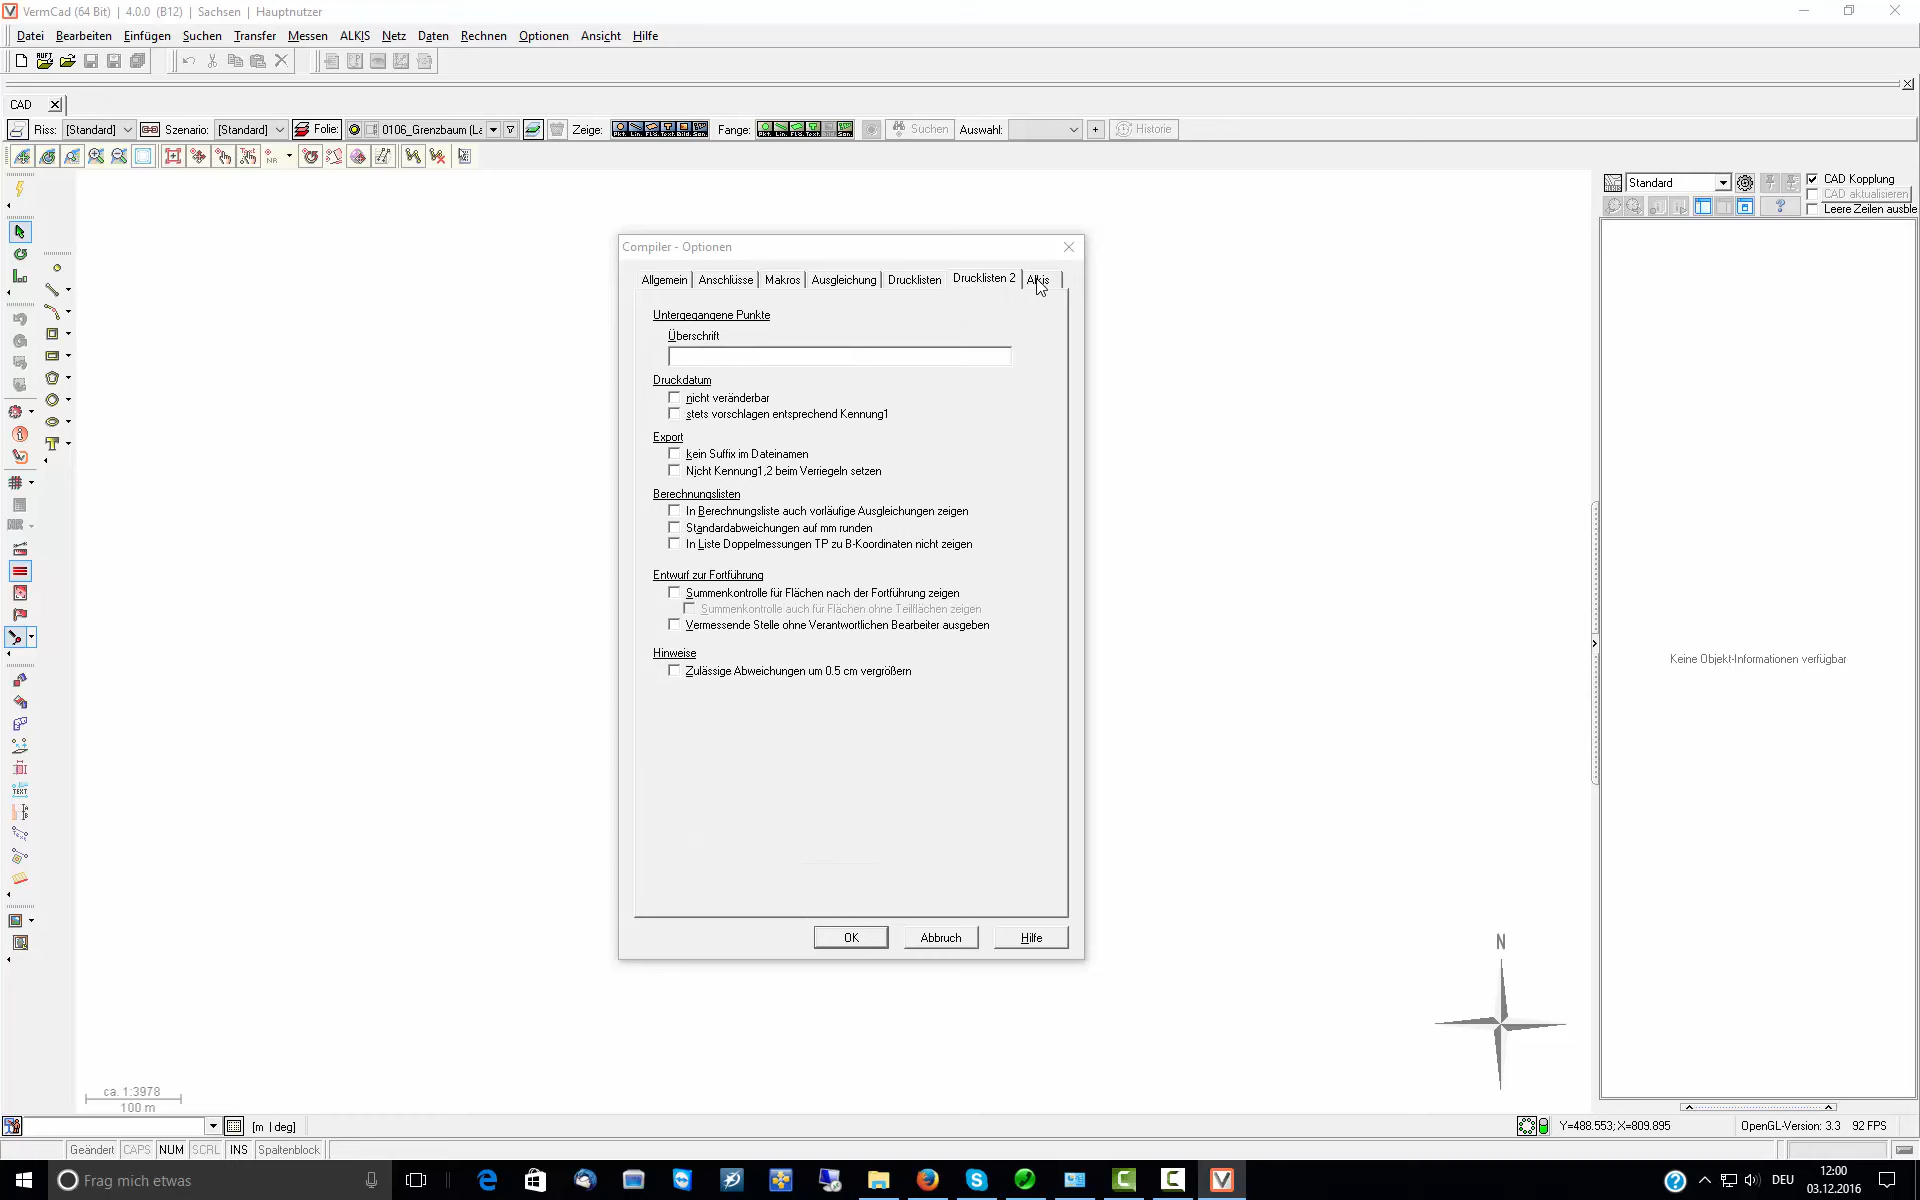 VermCad (64 Bit) | 4.0.0 (B12) | Sachsen | Hauptnutzer
Datei Bearbeiten Einfügen Suchen Transfer Messen ALKIS Netz Daten Rechnen Optionen Ansicht Hilfe
CAD
Riss: [Standard] Szenario: [Standard] Folie: 0106_Grenzbaum (La Zeige: Fange: Suchen Auswahl: + Historie
Standard
CAD Kopplung
CAD aktualisieren
Leere Zeilen ausble
Compiler - Optionen
Allgemein Anschlüsse Makros Ausgleichung Drucklisten Drucklisten 2 Alkis
Untergegangene Punkte
Überschrift
Druckdatum
nicht veränderbar
stets vorschlagen entsprechend Kennung1
Export
kein Suffix im Dateinamen
Nicht Kennung1,2 beim Verriegeln setzen
Berechnungslisten
In Berechnungsliste auch vorläufige Ausgleichungen zeigen
Standardabweichungen auf mm runden
In Liste Doppelmessungen TP zu B-Koordinaten nicht zeigen
Entwurf zur Fortführung
Summenkontrolle für Flächen nach der Fortführung zeigen
Summenkontrolle auch für Flächen ohne Teilflächen zeigen
Vermessende Stelle ohne Verantwortlichen Bearbeiter ausgeben
Hinweise
Zulässige Abweichungen um 0.5 cm vergrößern
OK Abbruch Hilfe
Keine Objekt-Informationen verfügbar
N
ca. 1:3978
100 m
[m | deg]
Y=488.553; X=809.895
OpenGL-Version: 3.3 92 FPS
Geändert CAPS NUM SCRL INS Spaltenblock
Frag mich etwas
DEU
12:00
03.12.2016